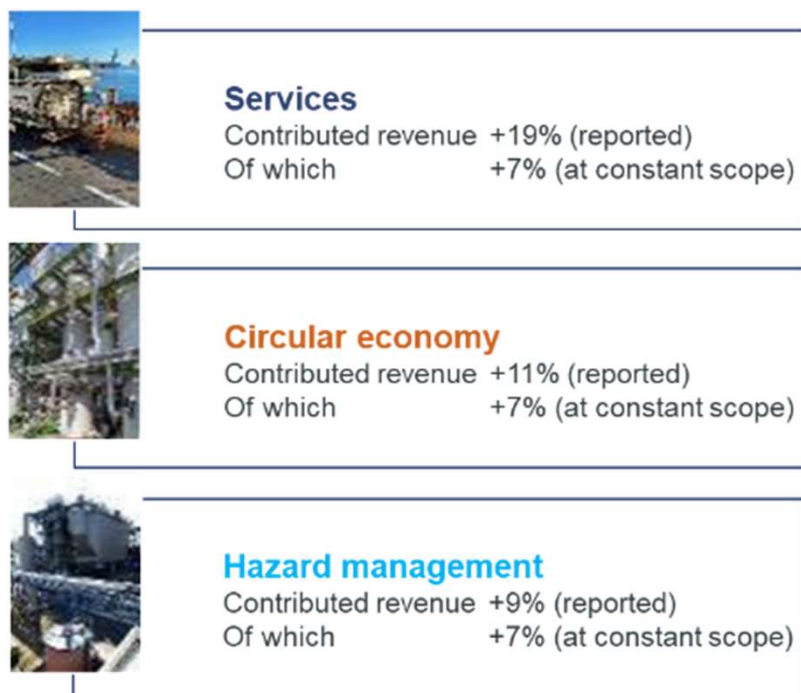 Services
Contributed revenue +19% (reported)
Of which +7% (at constant scope)
Circular economy
Contributed revenue +11% (reported)
Of which +7% (at constant scope)
Hazard management
Contributed revenue +9% (reported)
Of which +7% (at constant scope)